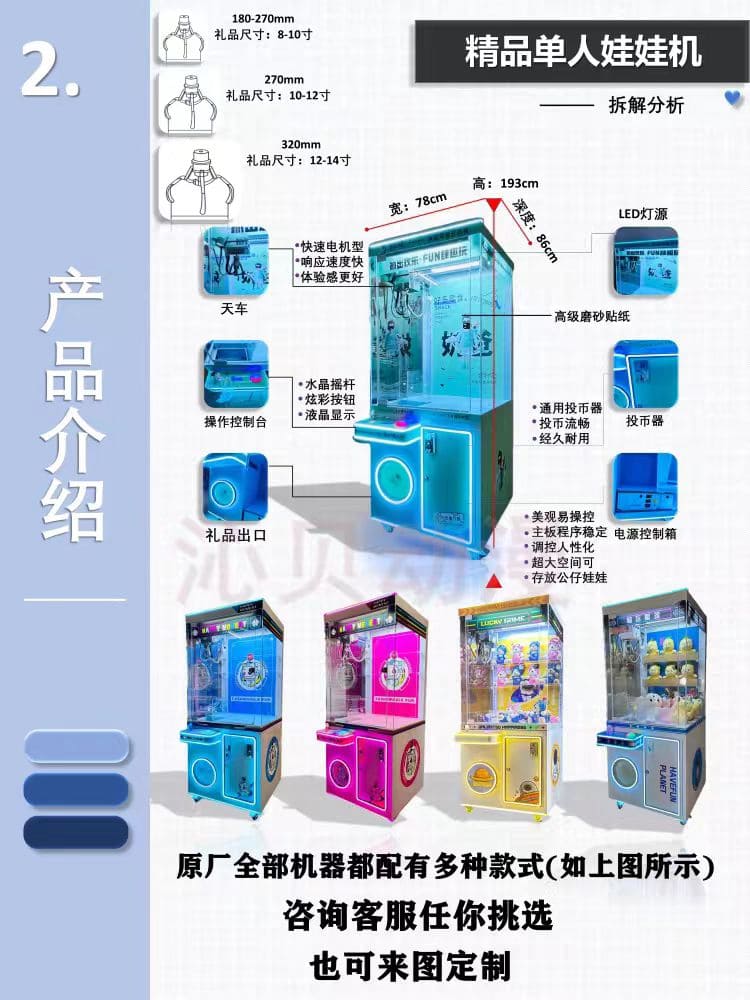 2.
产品介绍
180-270mm
礼品尺寸：8-10寸
270mm
礼品尺寸：10-12寸
320mm
礼品尺寸：12-14寸
精品单人娃娃机
拆解分析
宽：78cm
高：193cm
深度：86cm
天车
快速电机型
响应速度快
体验感更好
LED灯源
高级磨砂贴纸
操作控制台
水晶摇杆
炫彩按钮
液晶显示
通用投币器
投币流畅
经久耐用
投币器
礼品出口
美观易操控
主板程序稳定
调控人性化
超大空间可
存放公仔娃娃
电源控制箱
沁贝动漫
LUCKY GAME
HAVEFUN
PLANET
原厂全部机器都配有多种款式(如上图所示)
咨询客服任你挑选
也可来图定制